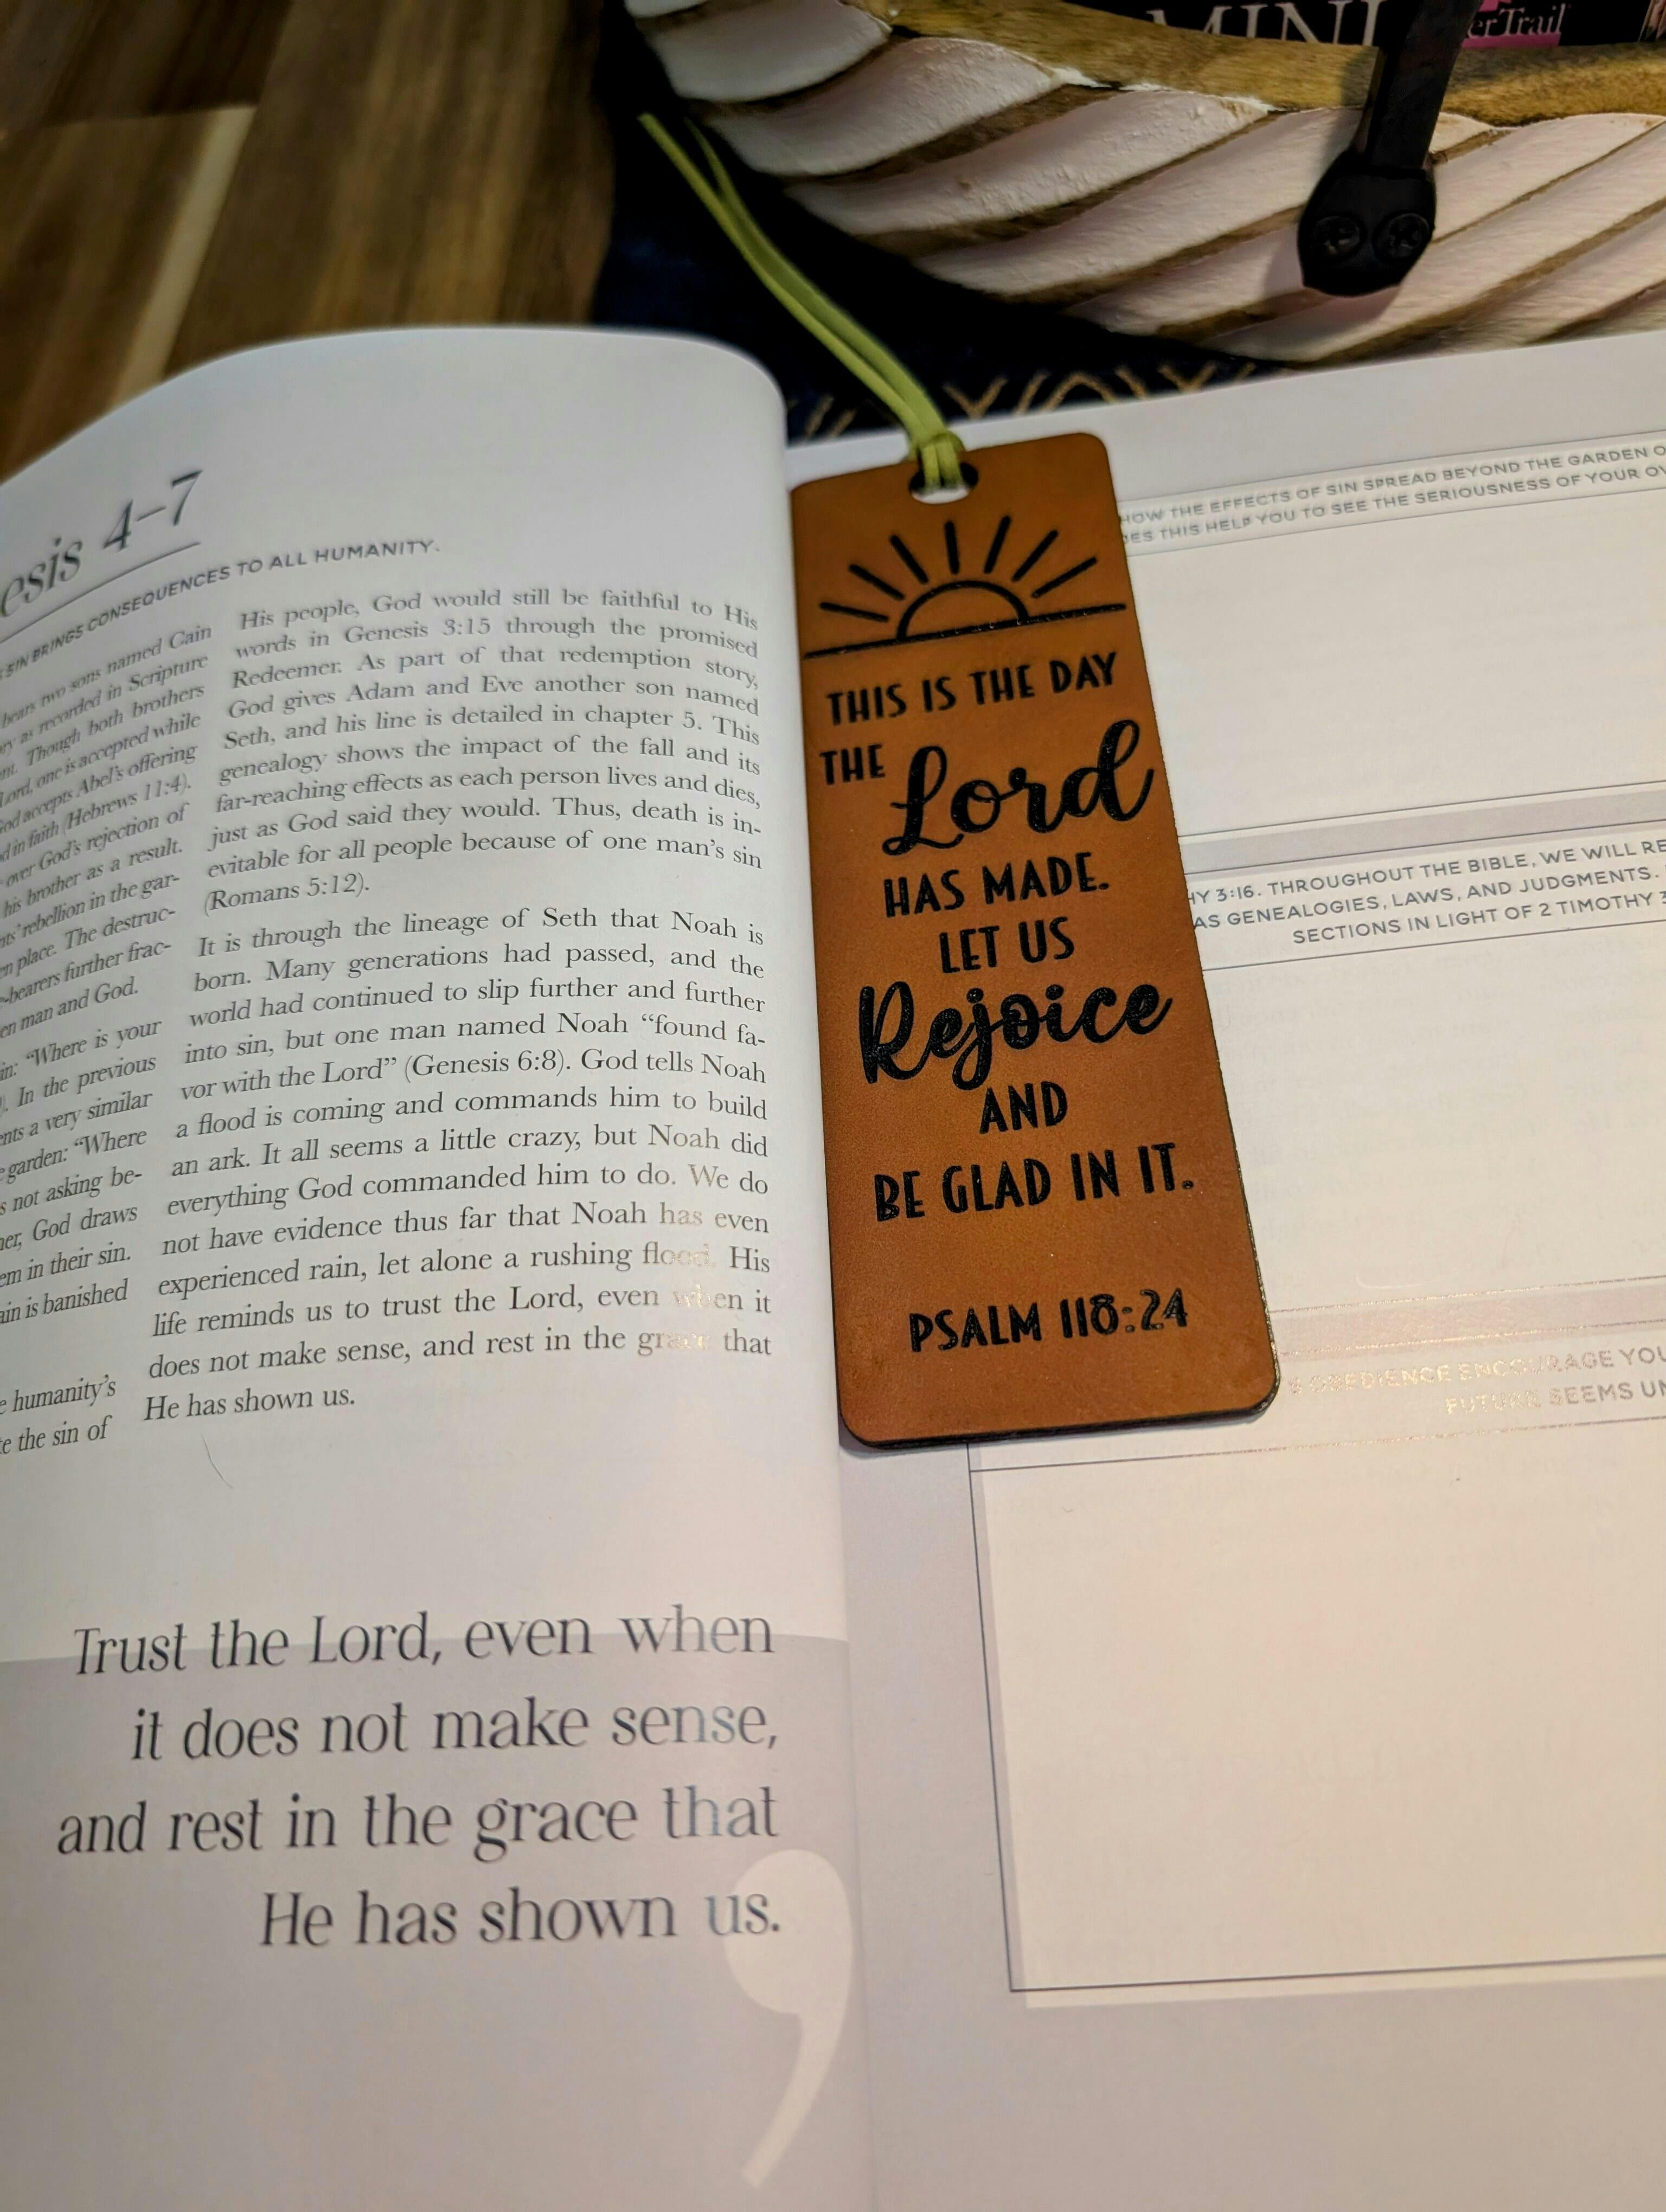 MINI
erTrail
esis 4–7
SIN BRINGS CONSEQUENCES TO ALL HUMANITY.
bears two sons named Cain
ry as recorded in Scripture
nt. Though both brothers
Lord, one is accepted while
God accepts Abel's offering
d in faith (Hebrews 11:4).
over God's rejection of
his brother as a result.
nts' rebellion in the gar-
en place. The destruc-
-bearers further frac-
en man and God.
in: “Where is your
). In the previous
nts a very similar
e garden: “Where
s not asking be-
her, God draws
em in their sin.
ain is banished
e humanity's
te the sin of
His people, God would still be faithful to His
words in Genesis 3:15 through the promised
Redeemer. As part of that redemption story,
God gives Adam and Eve another son named
Seth, and his line is detailed in chapter 5. This
genealogy shows the impact of the fall and its
far-reaching effects as each person lives and dies,
just as God said they would. Thus, death is in-
evitable for all people because of one man's sin
(Romans 5:12).
It is through the lineage of Seth that Noah is
born. Many generations had passed, and the
world had continued to slip further and further
into sin, but one man named Noah “found fa-
vor with the Lord” (Genesis 6:8). God tells Noah
a flood is coming and commands him to build
an ark. It all seems a little crazy, but Noah did
everything God commanded him to do. We do
not have evidence thus far that Noah has even
experienced rain, let alone a rushing flood. His
life reminds us to trust the Lord, even when it
does not make sense, and rest in the grace that
He has shown us.
Trust the Lord, even when
it does not make sense,
and rest in the grace that
He has shown us.
THIS IS THE DAY
THE Lord
HAS MADE.
LET US
Rejoice
AND
BE GLAD IN IT.
PSALM 118:24
HOW THE EFFECTS OF SIN SPREAD BEYOND THE GARDEN O
ES THIS HELP YOU TO SEE THE SERIOUSNESS OF YOUR OW
HY 3:16. THROUGHOUT THE BIBLE, WE WILL RE
AS GENEALOGIES, LAWS, AND JUDGMENTS.
SECTIONS IN LIGHT OF 2 TIMOTHY 3
S OBEDIENCE ENCOURAGE YOU
FUTURE SEEMS UN